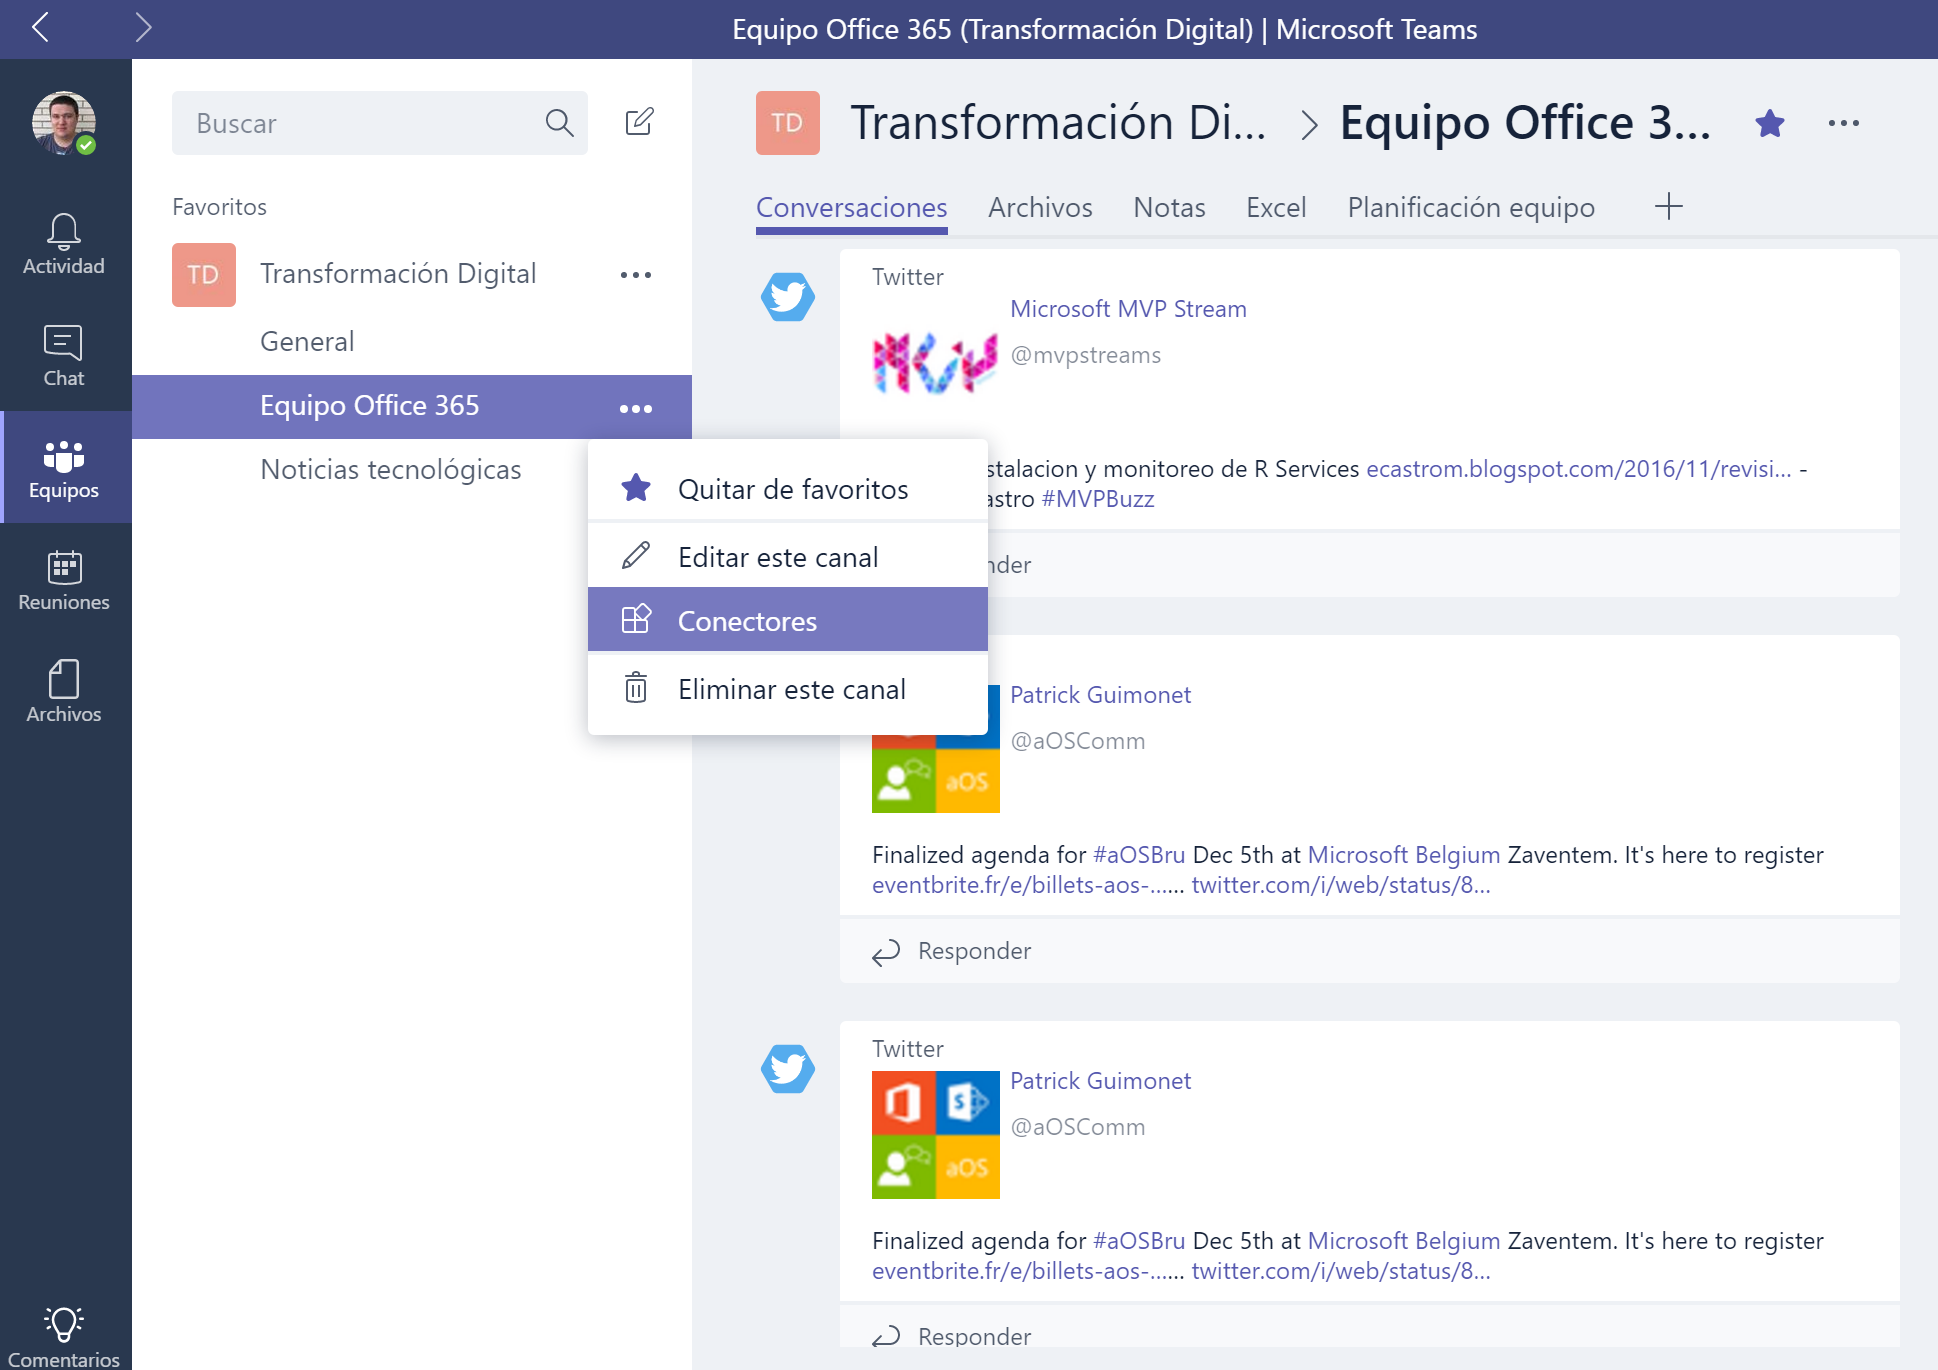 Equipo Office 365 (Transformación Digital) | Microsoft Teams
Actividad
Chat
Equipos
Reuniones
Archivos
Comentarios
Buscar
Favoritos
TD Transformación Digital
General
Equipo Office 365
Noticias tecnológicas
Quitar de favoritos
Editar este canal
Conectores
Eliminar este canal
TD Transformación Di... > Equipo Office 3...
Conversaciones Archivos Notas Excel Planificación equipo
Twitter
Microsoft MVP Stream
MVP
@mvpstreams
stalacion y monitoreo de R Services ecastrom.blogspot.com/2016/11/revisi... -
astro #MVPBuzz
nder
Patrick Guimonet
@aOSComm
aOS
Finalized agenda for #aOSBru Dec 5th at Microsoft Belgium Zaventem. It's here to register
eventbrite.fr/e/billets-aos-...... twitter.com/i/web/status/8...
Responder
Twitter
Patrick Guimonet
@aOSComm
aOS
Finalized agenda for #aOSBru Dec 5th at Microsoft Belgium Zaventem. It's here to register
eventbrite.fr/e/billets-aos-...... twitter.com/i/web/status/8...
Responder